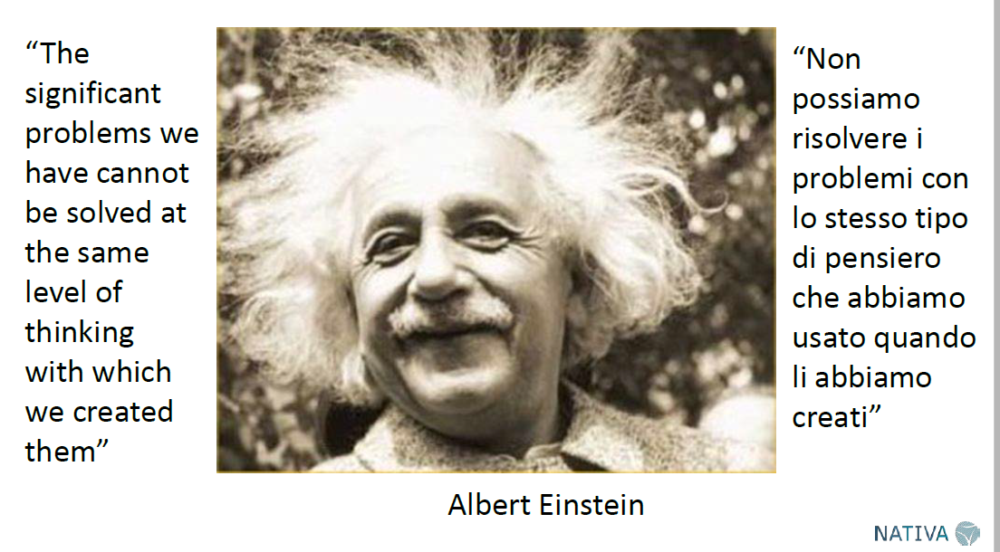 “The
significant
problems we
have cannot
be solved at
the same
level of
thinking
with which
we created
them”
“Non
possiamo
risolvere i
problemi con
lo stesso tipo
di pensiero
che abbiamo
usato quando
li abbiamo
creati”
Albert Einstein
NATIVA